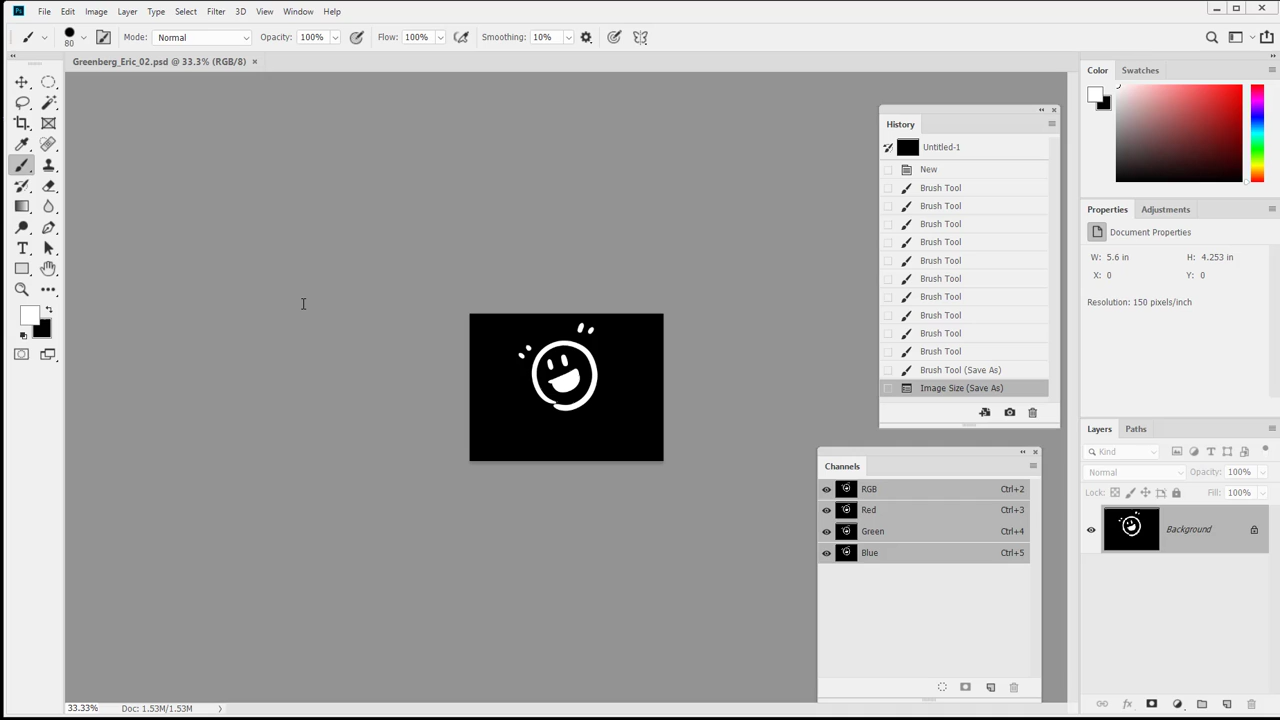 Ps File Edit Image Layer Type Select Filter 3D View Window Help
80 Mode: Normal Opacity: 100% Flow: 100% Smoothing: 10%
Greenberg_Eric_02.psd @ 33.3% (RGB/8)
Color Swatches
History
Untitled-1
New
Brush Tool
Brush Tool
Brush Tool
Brush Tool
Brush Tool
Brush Tool
Brush Tool
Brush Tool
Brush Tool
Brush Tool
Brush Tool (Save As)
Image Size (Save As)
Properties Adjustments
Document Properties
W: 5.6 in H: 4.253 in
X: 0 Y: 0
Resolution: 150 pixels/inch
Channels
RGB Ctrl+2
Red Ctrl+3
Green Ctrl+4
Blue Ctrl+5
Layers Paths
Kind
Normal Opacity: 100%
Lock: Fill: 100%
Background
33.33% Doc: 1.53M/1.53M